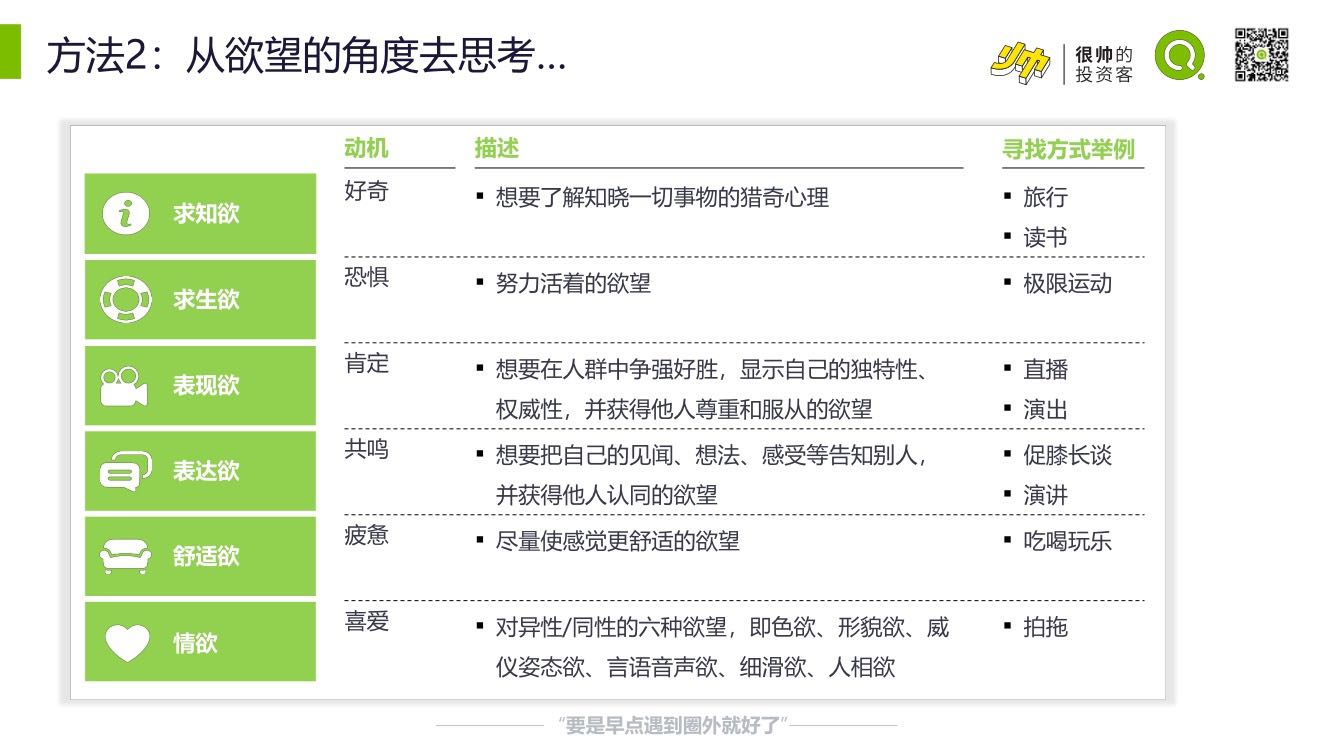 方法2：从欲望的角度去思考...
很帅的
投资客
动机 描述 寻找方式举例
求知欲 好奇 ▪ 想要了解知晓一切事物的猎奇心理 ▪ 旅行
▪ 读书
求生欲 恐惧 ▪ 努力活着的欲望 ▪ 极限运动
表现欲 肯定 ▪ 想要在人群中争强好胜，显示自己的独特性、 ▪ 直播
权威性，并获得他人尊重和服从的欲望 ▪ 演出
表达欲 共鸣 ▪ 想要把自己的见闻、想法、感受等告知别人， ▪ 促膝长谈
并获得他人认同的欲望 ▪ 演讲
舒适欲 疲惫 ▪ 尽量使感觉更舒适的欲望 ▪ 吃喝玩乐
情欲 喜爱 ▪ 对异性/同性的六种欲望，即色欲、形貌欲、威 ▪ 拍拖
仪姿态欲、言语音声欲、细滑欲、人相欲
“要是早点遇到圈外就好了”